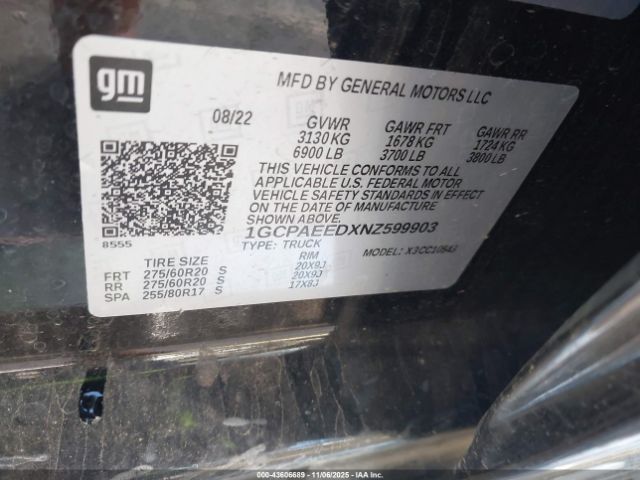 gm
MFD BY GENERAL MOTORS LLC
08/22 GVWR GAWR FRT GAWR RR
3130 KG 1678 KG 1724 KG
6900 LB 3700 LB 3800 LB
THIS VEHICLE CONFORMS TO ALL
APPLICABLE U.S. FEDERAL MOTOR
VEHICLE SAFETY STANDARDS IN EFFECT
ON THE DATE OF MANUFACTURE
SHOWN ABOVE.
1GCPAEEDXNZ599903
8555
TYPE: TRUCK MODEL:
TIRE SIZE RIM
FRT 275/60R20 S 20X9J
RR 275/60R20 S 20X9J
SPA 255/80R17 S 17X8J
000-43606689 11/06/2025 IAABUYERSERVICES